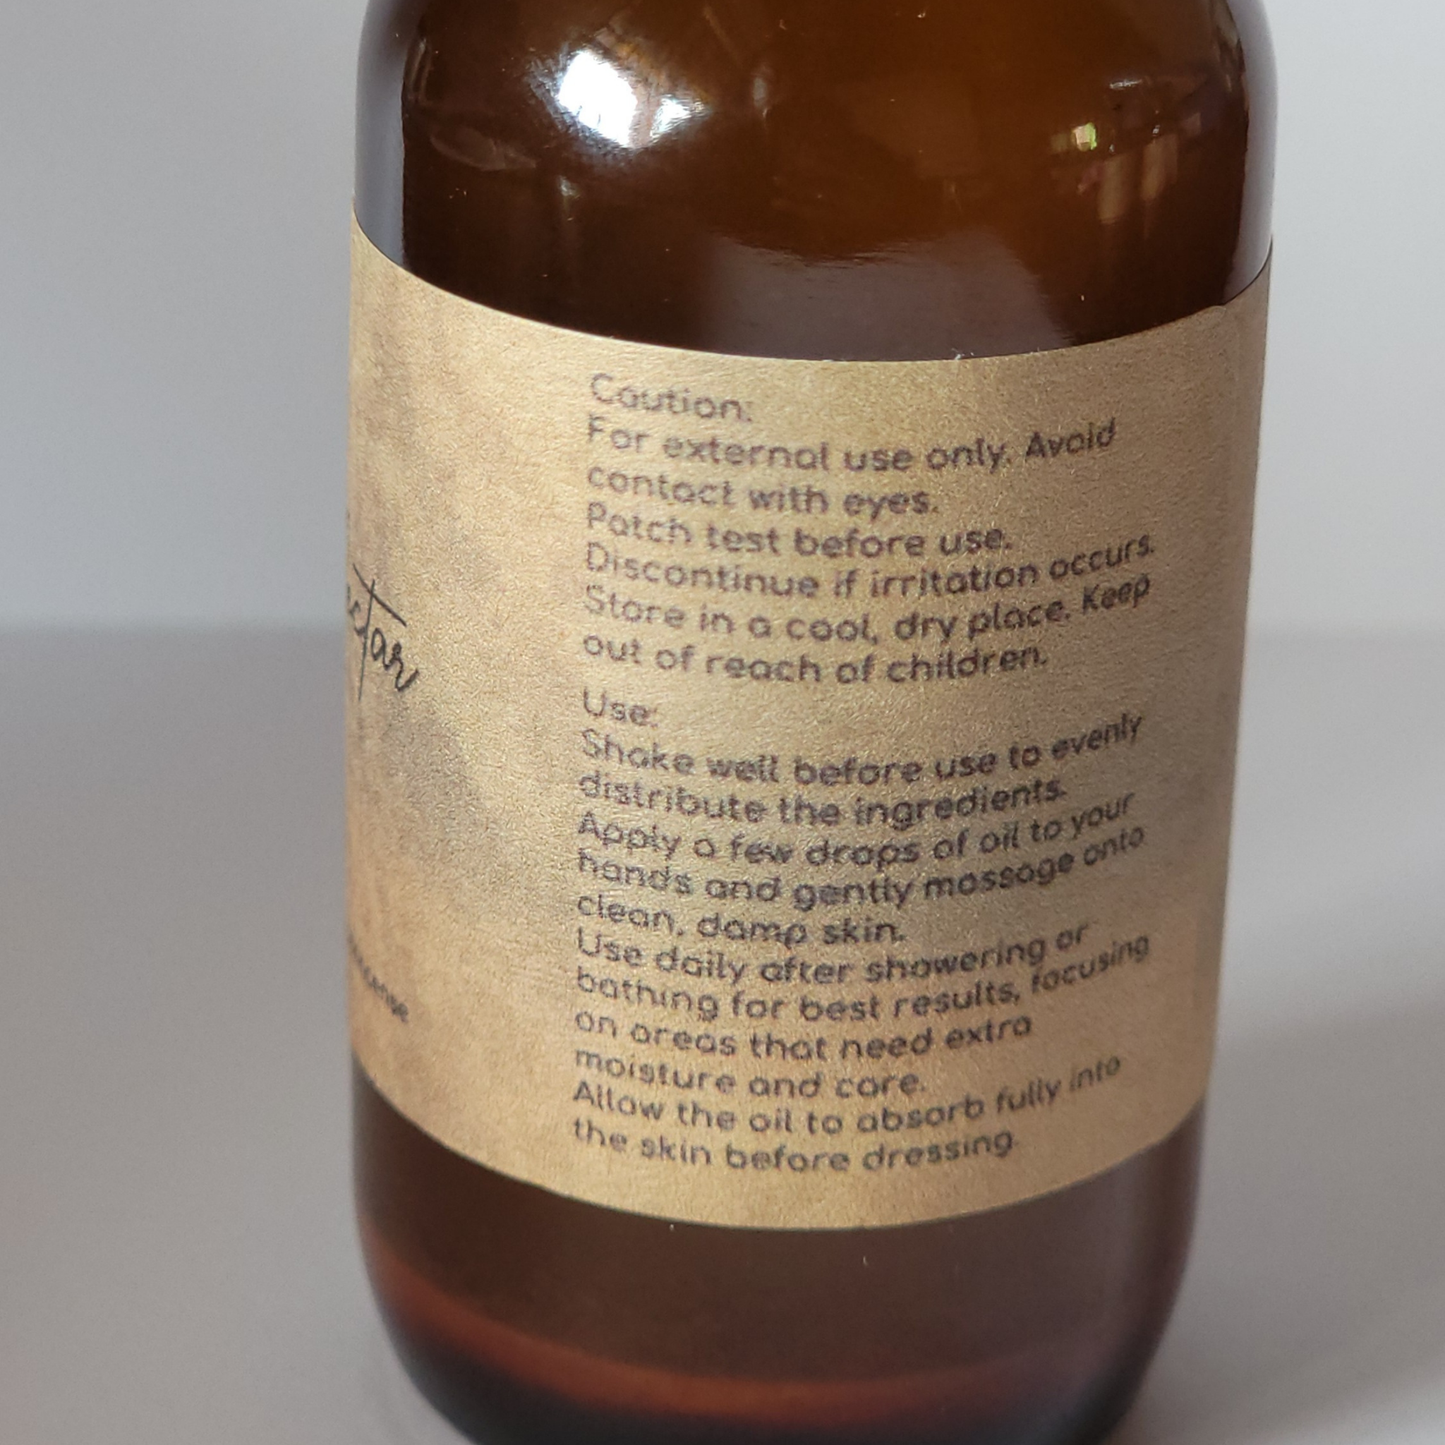 Caution:
For external use only. Avoid
contact with eyes.
Patch test before use.
Discontinue if irritation occurs.
Store in a cool, dry place. Keep
out of reach of children.
Use:
Shake well before use to evenly
distribute the ingredients.
Apply a few drops of oil to your
hands and gently massage onto
clean, damp skin.
Use daily after showering or
bathing for best results, focusing
on areas that need extra
moisture and care.
Allow the oil to absorb fully into
the skin before dressing.